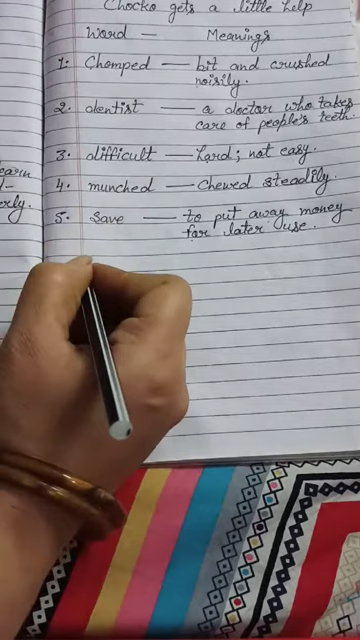 Chocko gets a little help
Word — Meanings
1. Chomped — bit and crushed
noisily.
2. dentist — a doctor who takes
care of people's teeth.
3. difficult — hard; not easy.
4. munched — Chewed steadily.
5. Save — to put away money
for later use.
earn
erly.